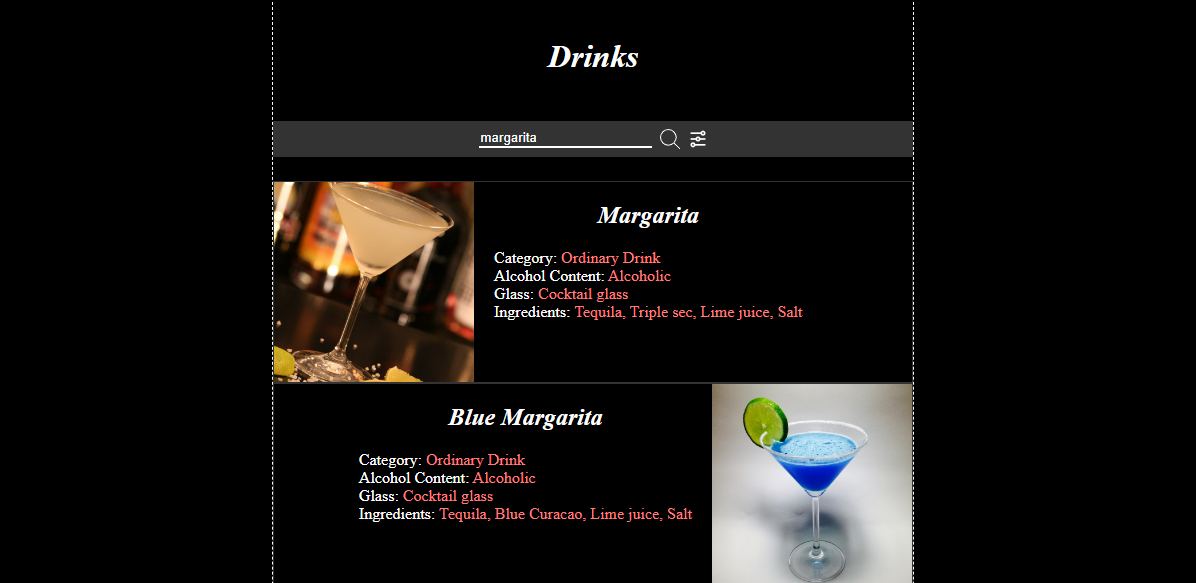 Drinks
margarita
Margarita
Category: Ordinary Drink
Alcohol Content: Alcoholic
Glass: Cocktail glass
Ingredients: Tequila, Triple sec, Lime juice, Salt
Blue Margarita
Category: Ordinary Drink
Alcohol Content: Alcoholic
Glass: Cocktail glass
Ingredients: Tequila, Blue Curacao, Lime juice, Salt